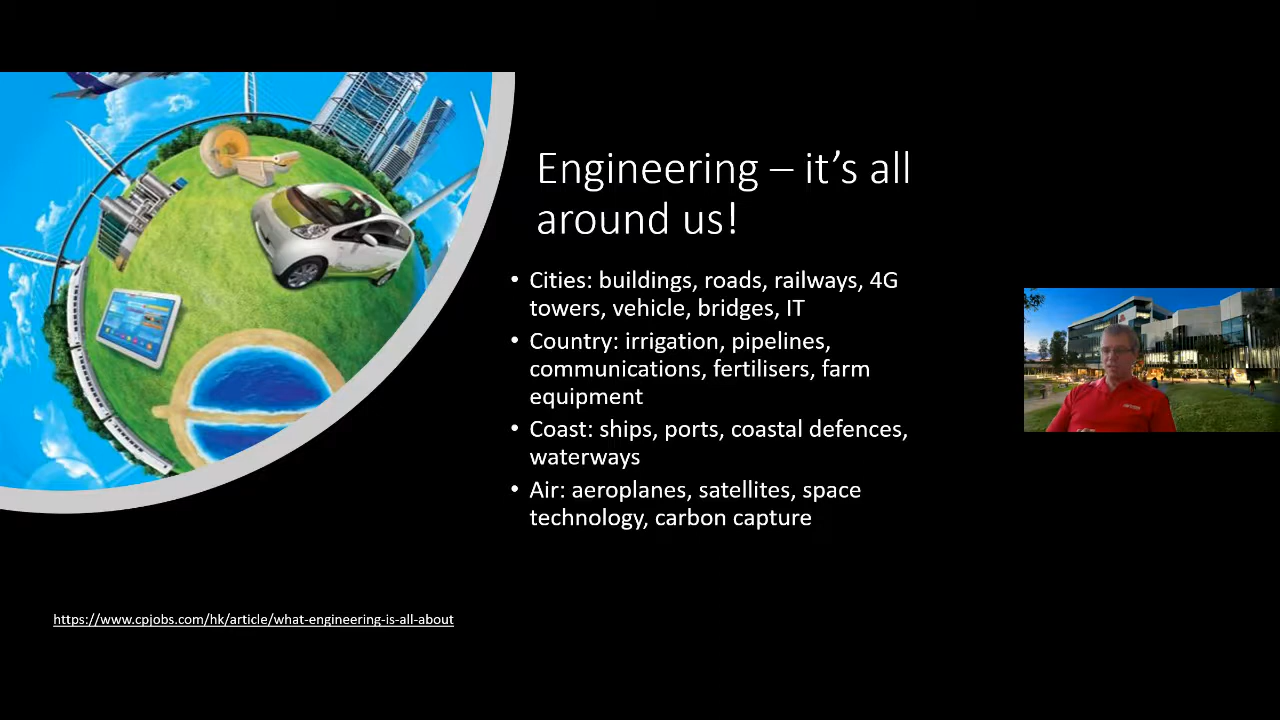 Engineering – it’s all
around us!
• Cities: buildings, roads, railways, 4G
towers, vehicle, bridges, IT
• Country: irrigation, pipelines,
communications, fertilisers, farm
equipment
• Coast: ships, ports, coastal defences,
waterways
• Air: aeroplanes, satellites, space
technology, carbon capture
https://www.cpjobs.com/hk/article/what-engineering-is-all-about